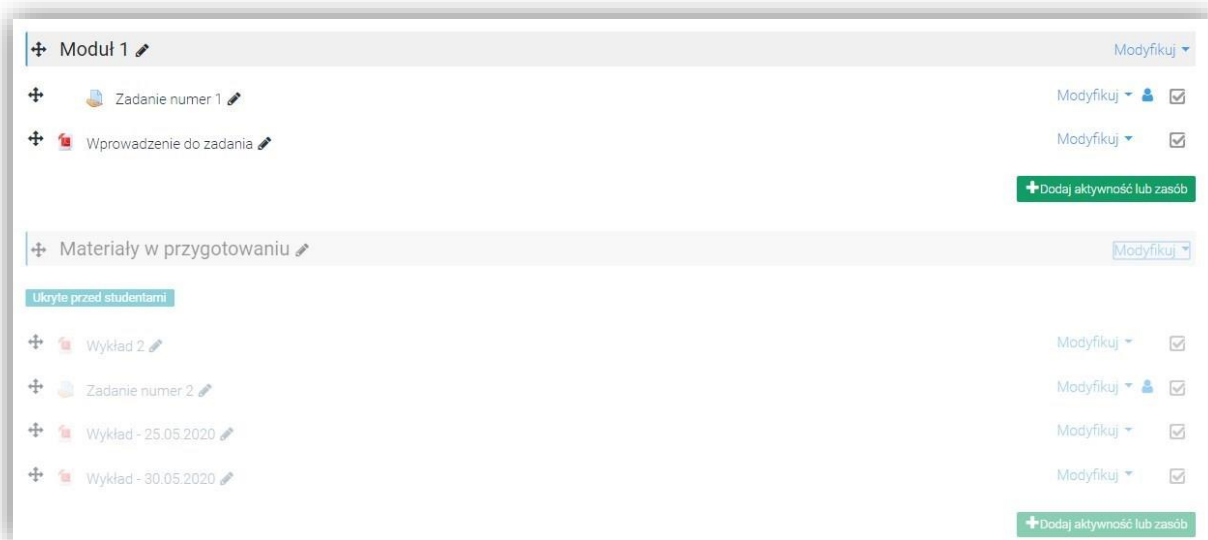 Moduł 1 Modyfikuj
Zadanie numer 1 Modyfikuj
Wprowadzenie do zadania Modyfikuj
Dodaj aktywność lub zasób
Materiały w przygotowaniu Modyfikuj
Ukryte przed studentami
Wykład 2 Modyfikuj
Zadanie numer 2 Modyfikuj
Wykład - 25.05.2020 Modyfikuj
Wykład - 30.05.2020 Modyfikuj
Dodaj aktywność lub zasób